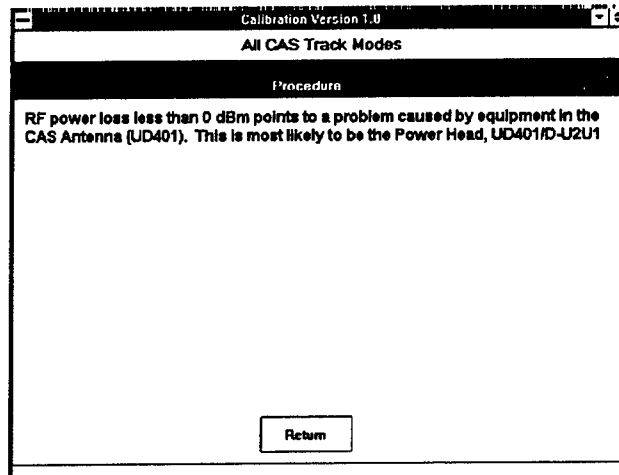 Calibration Version 1.0
All CAS Track Modes
Procedure
RF power loss less than 0 dBm points to a problem caused by equipment in the
CAS Antenna (UD401). This is most likely to be the Power Head, UD401/D-U2U1
Return